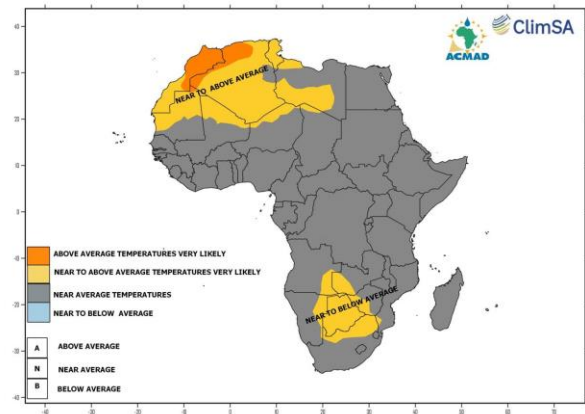 ACMAD
ClimSA
NEAR TO ABOVE AVERAGE
NEAR TO BELOW AVERAGE
ABOVE AVERAGE TEMPERATURES VERY LIKELY
NEAR TO ABOVE AVERAGE TEMPERATURES VERY LIKELY
NEAR AVERAGE TEMPERATURES
NEAR TO BELOW AVERAGE
A ABOVE AVERAGE
N NEAR AVERAGE
B BELOW AVERAGE